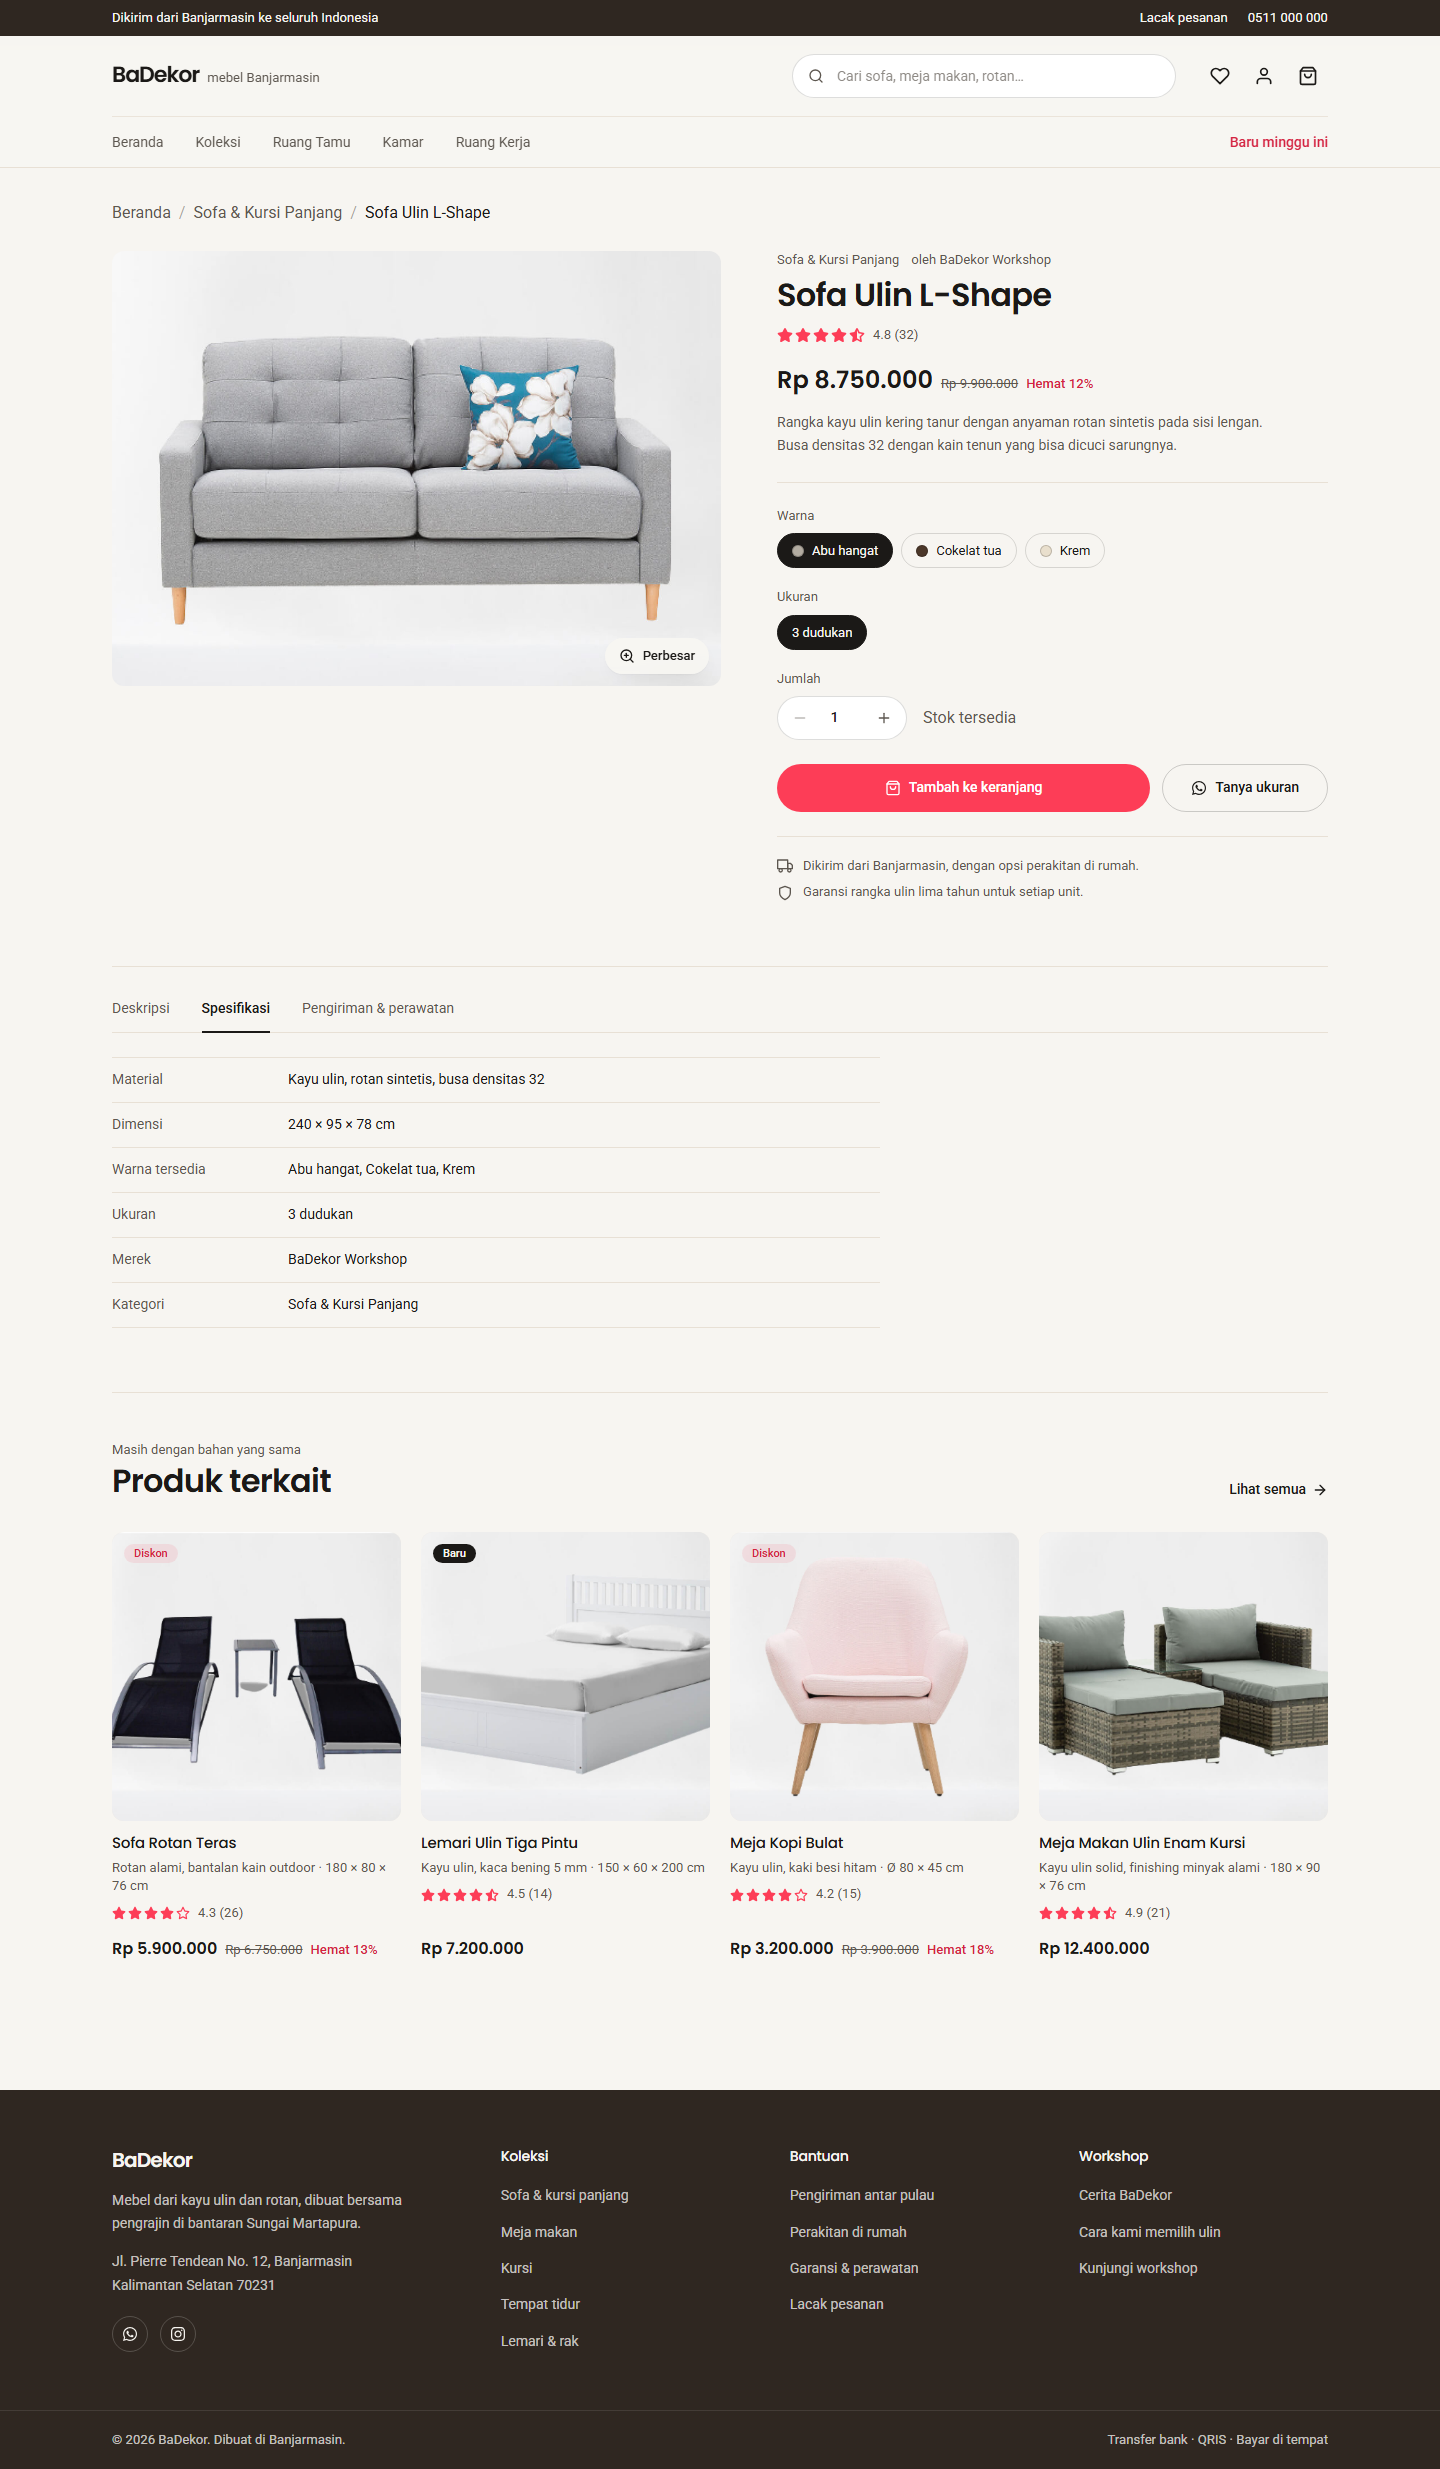 Dikirim dari Banjarmasin ke seluruh Indonesia
Lacak pesanan 0511 000 000
BaDekor mebel Banjarmasin
Cari sofa, meja makan, rotan...
Beranda Koleksi Ruang Tamu Kamar Ruang Kerja
Baru minggu ini
Beranda / Sofa & Kursi Panjang / Sofa Ulin L-Shape
Perbesar
Sofa & Kursi Panjang oleh BaDekor Workshop
Sofa Ulin L-Shape
4.8 (32)
Rp 8.750.000 Rp 9.900.000 Hemat 12%
Rangka kayu ulin kering tanur dengan anyaman rotan sintetis pada sisi lengan.
Busa densitas 32 dengan kain tenun yang bisa dicuci sarungnya.
Warna
Abu hangat Cokelat tua Krem
Ukuran
3 dudukan
Jumlah
1 Stok tersedia
Tambah ke keranjang Tanya ukuran
Dikirim dari Banjarmasin, dengan opsi perakitan di rumah.
Garansi rangka ulin lima tahun untuk setiap unit.
Deskripsi Spesifikasi Pengiriman & perawatan
Material Kayu ulin, rotan sintetis, busa densitas 32
Dimensi 240 × 95 × 78 cm
Warna tersedia Abu hangat, Cokelat tua, Krem
Ukuran 3 dudukan
Merek BaDekor Workshop
Kategori Sofa & Kursi Panjang
Masih dengan bahan yang sama
Produk terkait
Lihat semua
Diskon
Sofa Rotan Teras
Rotan alami, bantalan kain outdoor · 180 × 80 ×
76 cm
4.3 (26)
Rp 5.900.000 Rp 6.750.000 Hemat 13%
Baru
Lemari Ulin Tiga Pintu
Kayu ulin, kaca bening 5 mm · 150 × 60 × 200 cm
4.5 (14)
Rp 7.200.000
Diskon
Meja Kopi Bulat
Kayu ulin, kaki besi hitam · Ø 80 × 45 cm
4.2 (15)
Rp 3.200.000 Rp 3.900.000 Hemat 18%
Meja Makan Ulin Enam Kursi
Kayu ulin solid, finishing minyak alami · 180 × 90
× 76 cm
4.9 (21)
Rp 12.400.000
BaDekor
Mebel dari kayu ulin dan rotan, dibuat bersama
pengrajin di bantaran Sungai Martapura.
Jl. Pierre Tendean No. 12, Banjarmasin
Kalimantan Selatan 70231
Koleksi
Sofa & kursi panjang
Meja makan
Kursi
Tempat tidur
Lemari & rak
Bantuan
Pengiriman antar pulau
Perakitan di rumah
Garansi & perawatan
Lacak pesanan
Workshop
Cerita BaDekor
Cara kami memilih ulin
Kunjungi workshop
© 2026 BaDekor. Dibuat di Banjarmasin.
Transfer bank · QRIS · Bayar di tempat